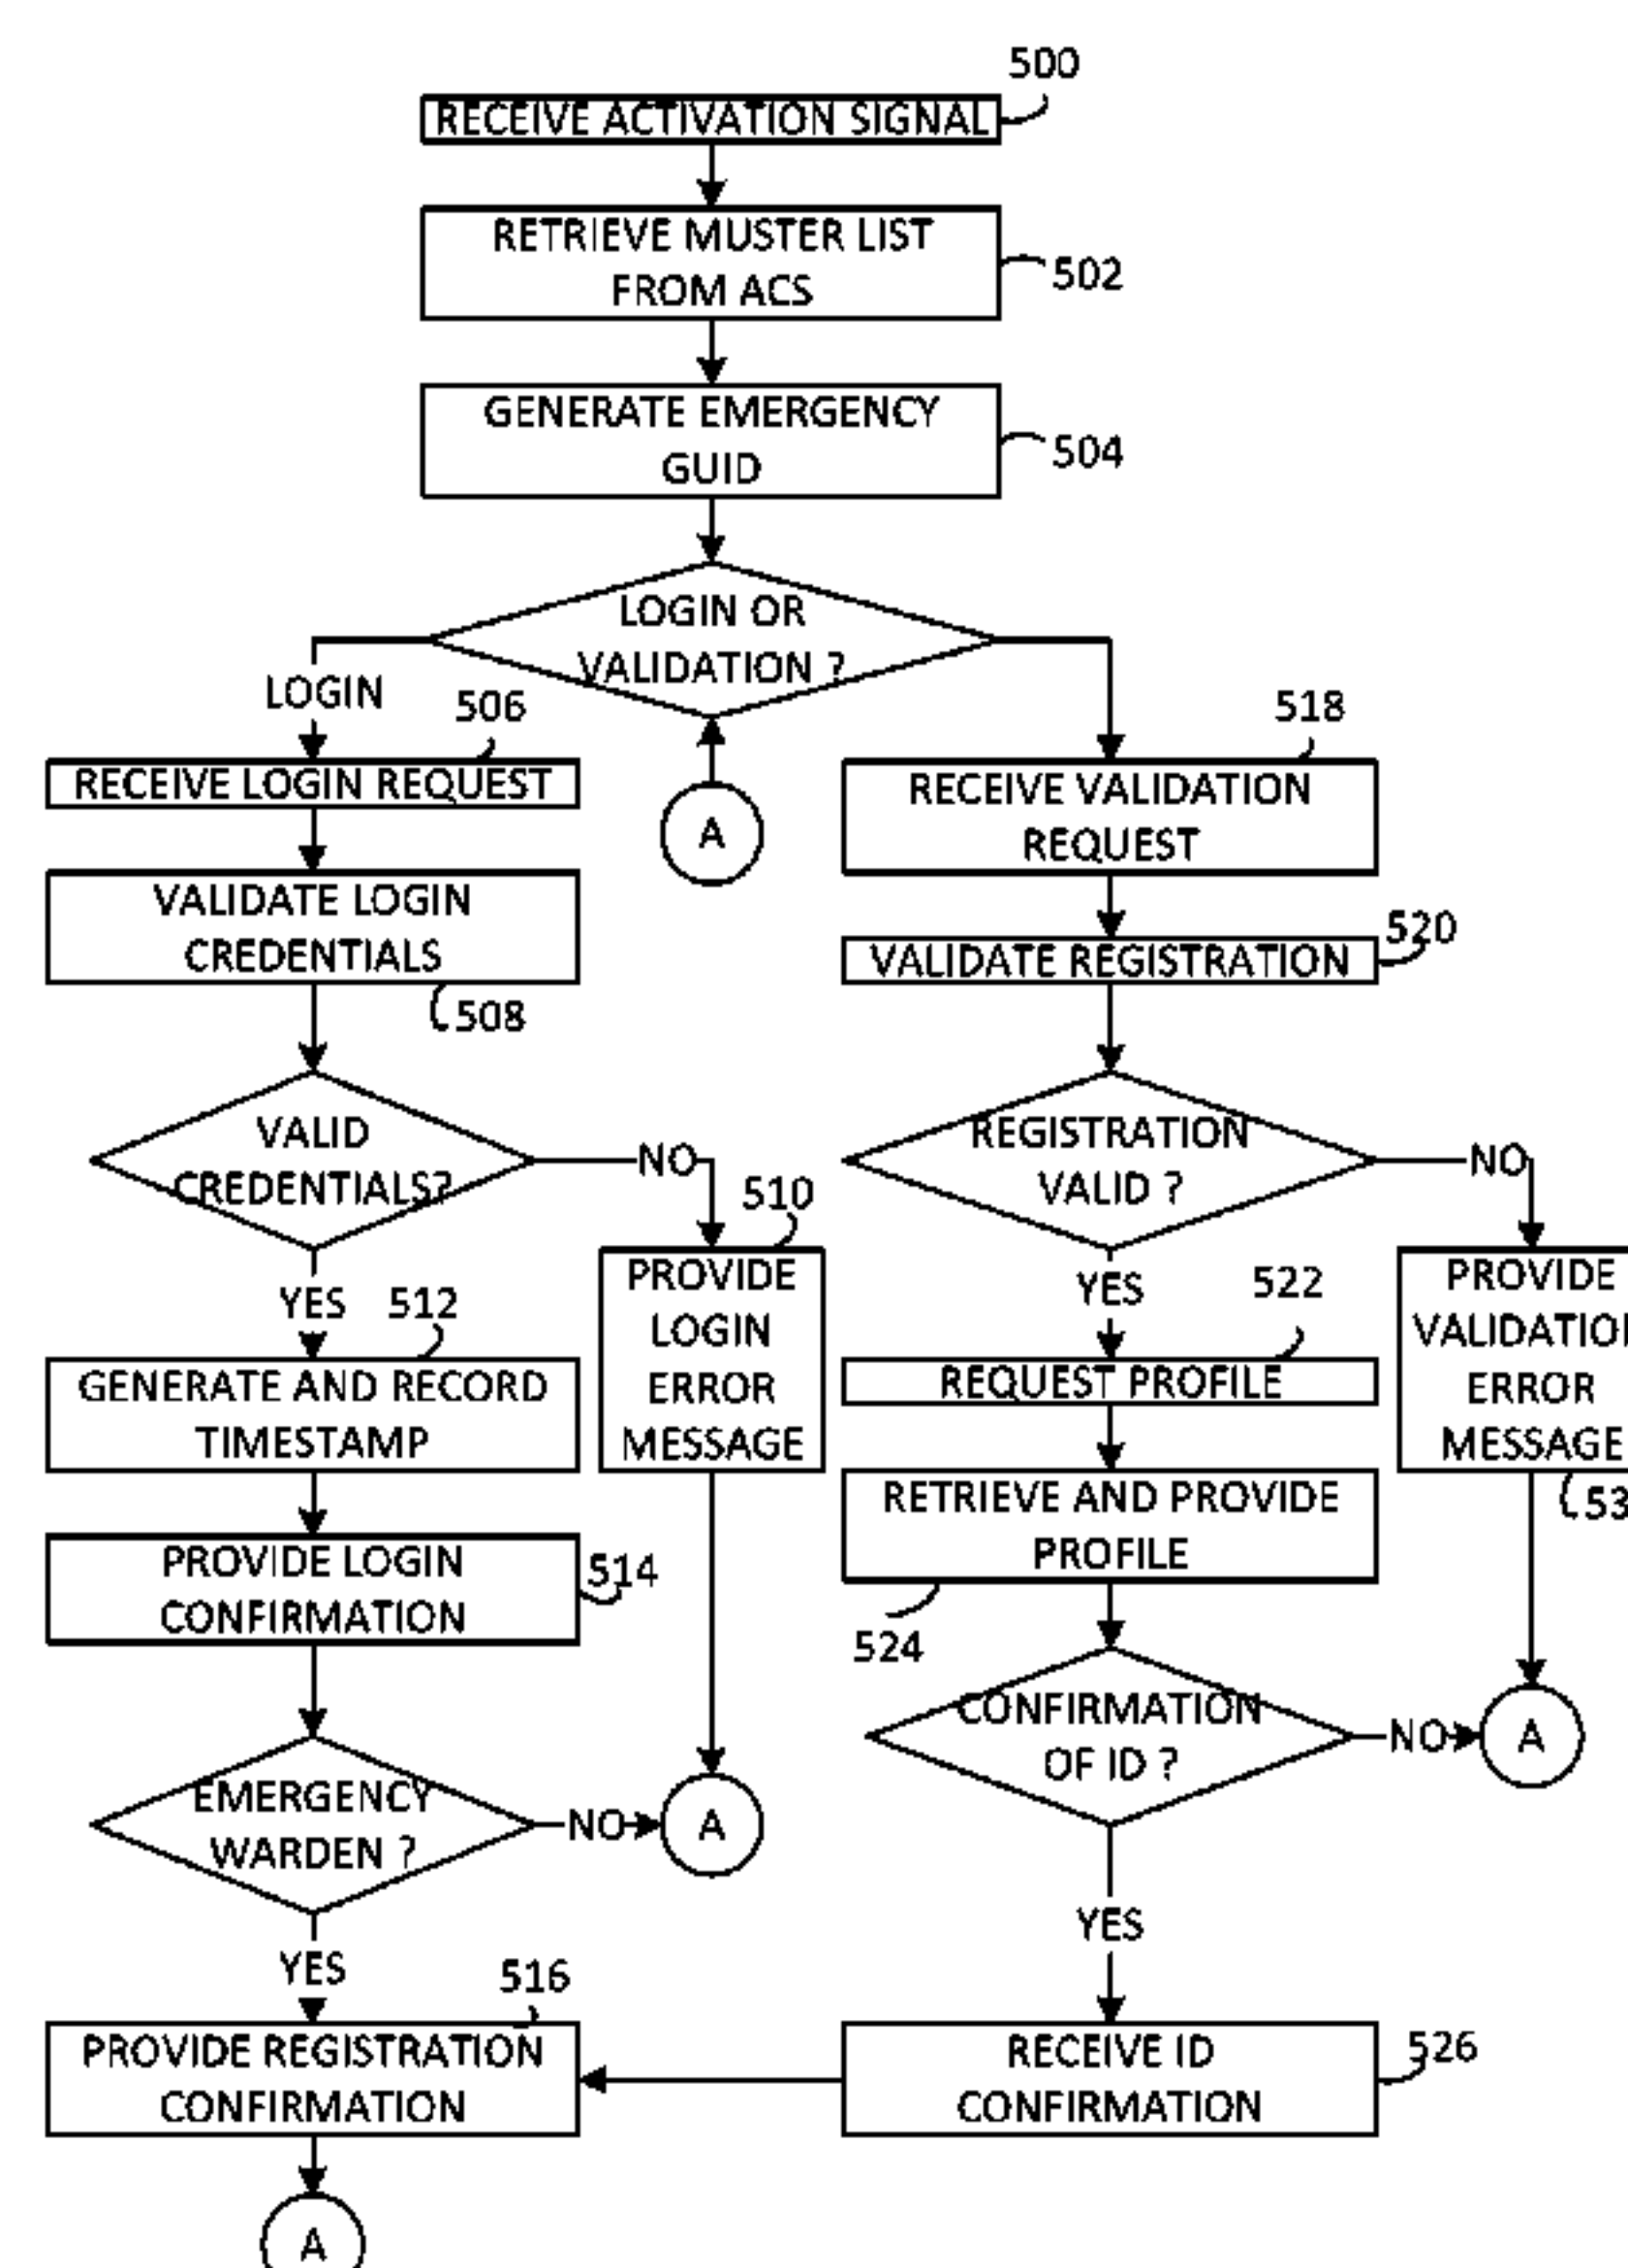 500
RECEIVE ACTIVATION SIGNAL
RETRIEVE MUSTER LIST
FROM ACS
502
GENERATE EMERGENCY
GUID
504
LOGIN OR
VALIDATION ?
LOGIN
506
RECEIVE LOGIN REQUEST
A
518
RECEIVE VALIDATION
REQUEST
VALIDATE LOGIN
CREDENTIALS
508
520
VALIDATE REGISTRATION
VALID
CREDENTIALS?
NO
REGISTRATION
VALID ?
NO
510
PROVIDE
LOGIN
ERROR
MESSAGE
YES
512
GENERATE AND RECORD
TIMESTAMP
YES
522
REQUEST PROFILE
PROVIDE
VALIDATION
ERROR
MESSAGE
53
RETRIEVE AND PROVIDE
PROFILE
524
PROVIDE LOGIN
CONFIRMATION
514
CONFIRMATION
OF ID ?
NO
A
EMERGENCY
WARDEN ?
NO
A
YES
YES
516
PROVIDE REGISTRATION
CONFIRMATION
RECEIVE ID
CONFIRMATION
526
A